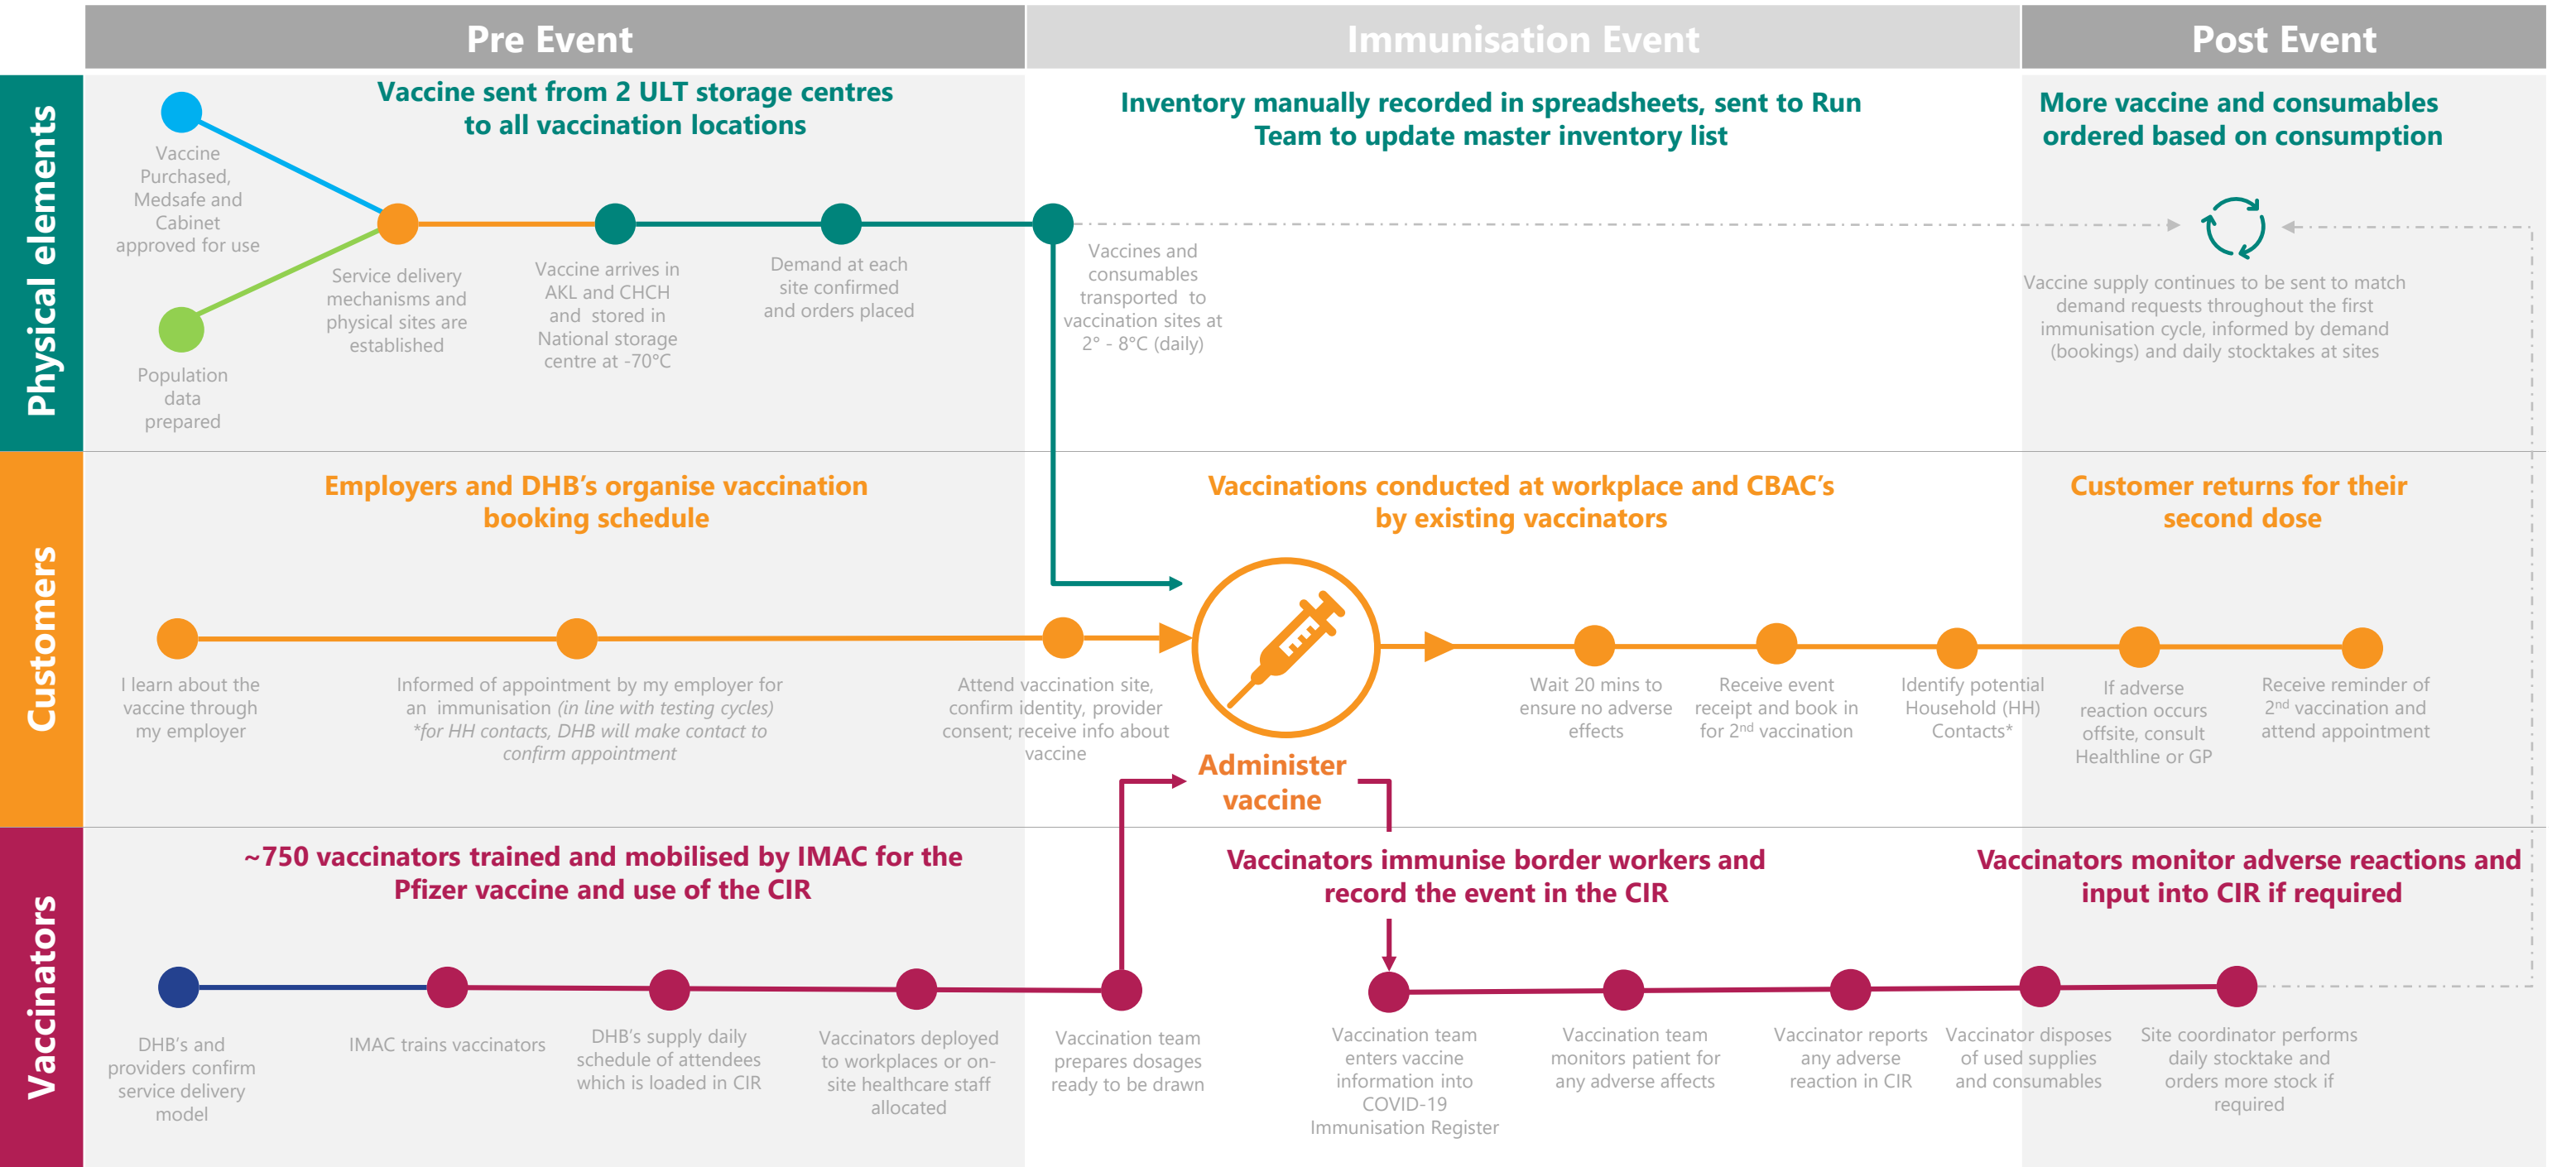 Pre Event
Immunisation Event
Post Event
Physical elements
Vaccine sent from 2 ULT storage centres
to all vaccination locations
Inventory manually recorded in spreadsheets, sent to Run
Team to update master inventory list
More vaccine and consumables
ordered based on consumption
Vaccine
Purchased,
Medsafe and
Cabinet
approved for use
Population
data
prepared
Service delivery
mechanisms and
physical sites are
established
Vaccine arrives in
AKL and CHCH
and stored in
National storage
centre at -70°C
Demand at each
site confirmed
and orders placed
Vaccines and
consumables
transported to
vaccination sites at
2° - 8°C (daily)
Vaccine supply continues to be sent to match
demand requests throughout the first
immunisation cycle, informed by demand
(bookings) and daily stocktakes at sites
Customers
Employers and DHB's organise vaccination
booking schedule
Vaccinations conducted at workplace and CBAC's
by existing vaccinators
Customer returns for their
second dose
I learn about the
vaccine through
my employer
Informed of appointment by my employer for
an immunisation (in line with testing cycles)
*for HH contacts, DHB will make contact to
confirm appointment
Attend vaccination site,
confirm identity, provider
consent; receive info about
vaccine
Administer
vaccine
Wait 20 mins to
ensure no adverse
effects
Receive event
receipt and book in
for 2nd vaccination
Identify potential
Household (HH)
Contacts*
If adverse
reaction occurs
offsite, consult
Healthline or GP
Receive reminder of
2nd vaccination and
attend appointment
Vaccinators
~750 vaccinators trained and mobilised by IMAC for the
Pfizer vaccine and use of the CIR
Vaccinators immunise border workers and
record the event in the CIR
Vaccinators monitor adverse reactions and
input into CIR if required
DHB's and
providers confirm
service delivery
model
IMAC trains vaccinators
DHB's supply daily
schedule of attendees
which is loaded in CIR
Vaccinators deployed
to workplaces or on-
site healthcare staff
allocated
Vaccination team
prepares dosages
ready to be drawn
Vaccination team
enters vaccine
information into
COVID-19
Immunisation Register
Vaccination team
monitors patient for
any adverse affects
Vaccinator reports
any adverse
reaction in CIR
Vaccinator disposes
of used supplies
and consumables
Site coordinator performs
daily stocktake and
orders more stock if
required